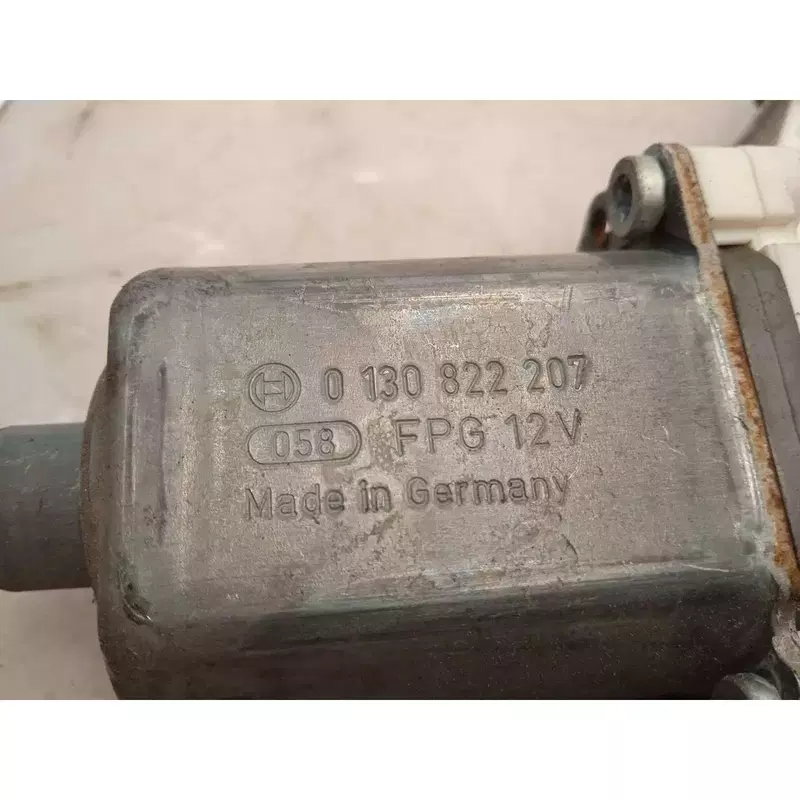 0 130 822 207
058 FPG 12V
Made in Germany